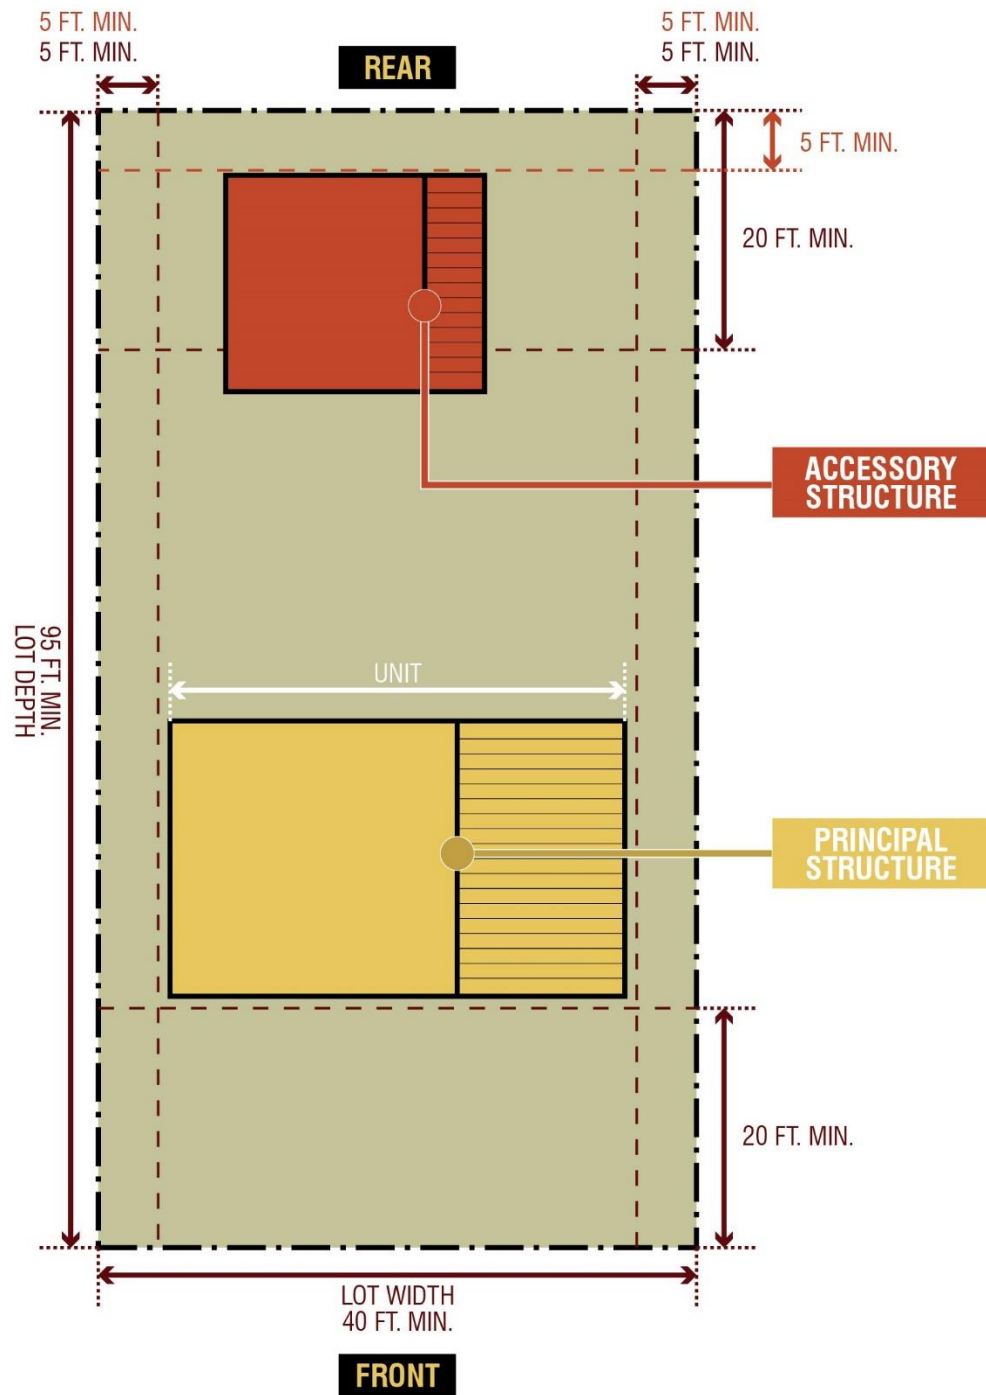 5 FT. MIN.
5 FT. MIN.
5 FT. MIN.
5 FT. MIN.
REAR
5 FT. MIN.
20 FT. MIN.
ACCESSORY
STRUCTURE
95 FT. MIN.
LOT DEPTH
UNIT
PRINCIPAL
STRUCTURE
20 FT. MIN.
LOT WIDTH
40 FT. MIN.
FRONT